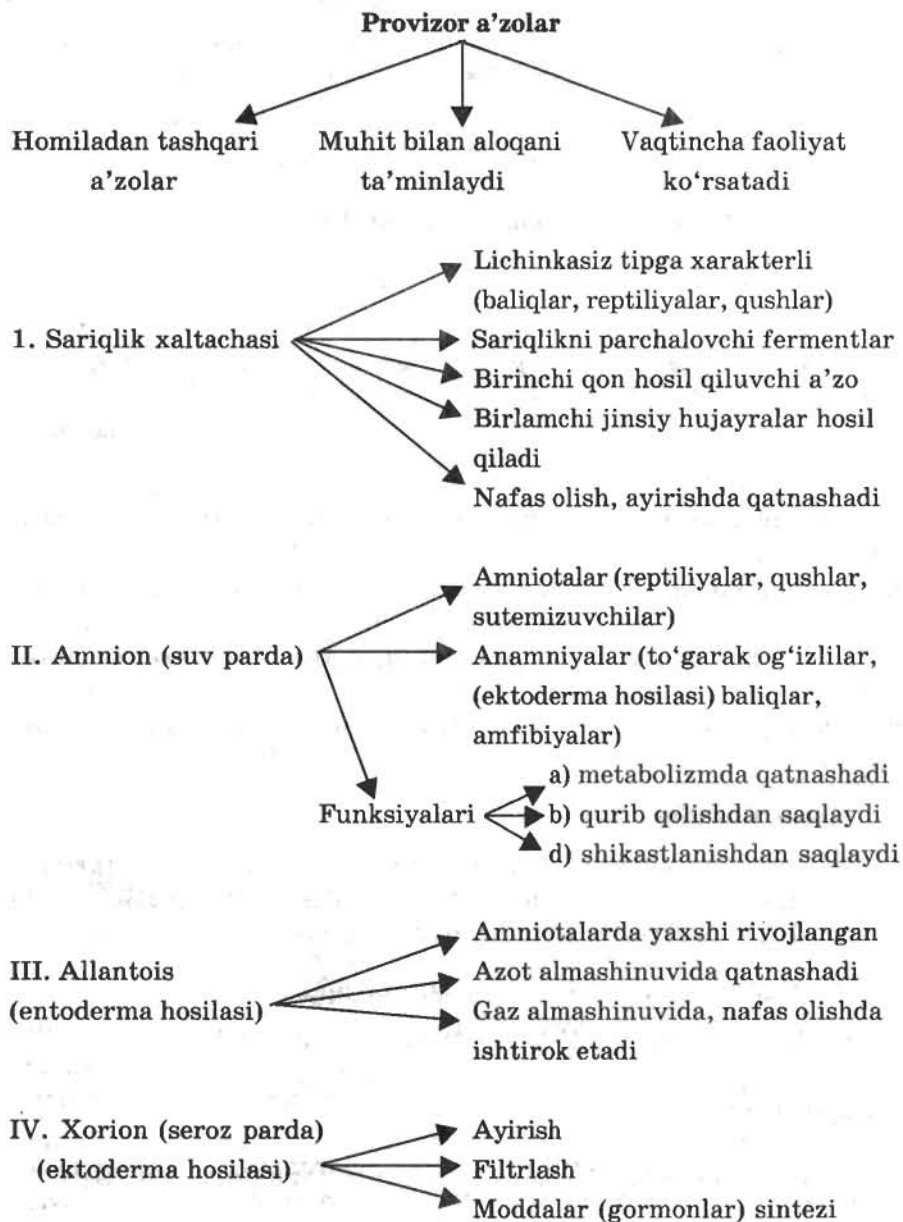 Provizor a'zolar
Homiladan tashqari a'zolar
Muhit bilan aloqani ta'minlaydi
Vaqtincha faoliyat ko‘rsatadi
1. Sariqlik xaltachasi
Lichinkasiz tipga xarakterli
(baliqlar, reptiliyalar, qushlar)
Sariqlikni parchalovchi fermentlar
Birinchi qon hosil qiluvchi a'zo
Birlamchi jinsiy hujayralar hosil
qiladi
Nafas olish, ayirishda qatnashadi
II. Amnion (suv parda)
Amniotalar (reptiliyalar, qushlar,
sutemizuvchilar)
Anamniyalar (to‘garak og‘izlilar,
(ektoderma hosilasi) baliqlar,
amfibiyalar)
Funksiyalari
a) metabolizmda qatnashadi
b) qurib qolishdan saqlaydi
d) shikastlanishdan saqlaydi
III. Allantois
(entoderma hosilasi)
Amniotalarda yaxshi rivojlangan
Azot almashinuvida qatnashadi
Gaz almashinuvida, nafas olishda
ishtirok etadi
IV. Xorion (seroz parda)
(ektoderma hosilasi)
Ayirish
Filtrlash
Moddalar (gormonlar) sintezi